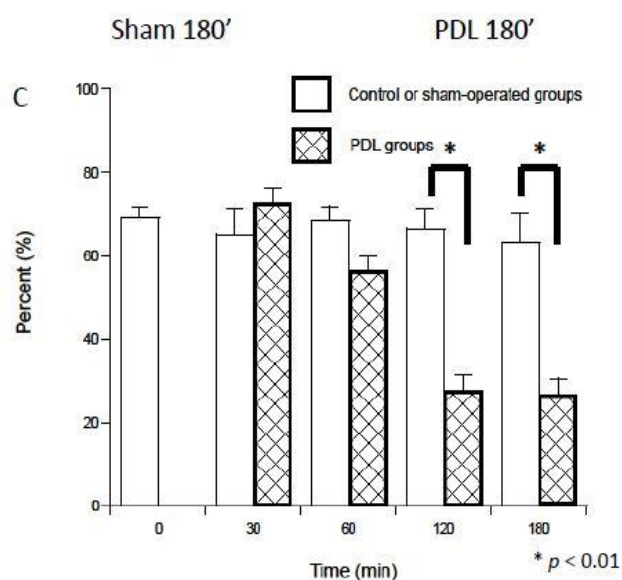 Sham 180’ PDL 180’
C
100
80
60
40
20
0
Percent (%)
Control or sham-operated groups
PDL groups
* *
0 30 60 120 180
Time (min)
* p < 0.01